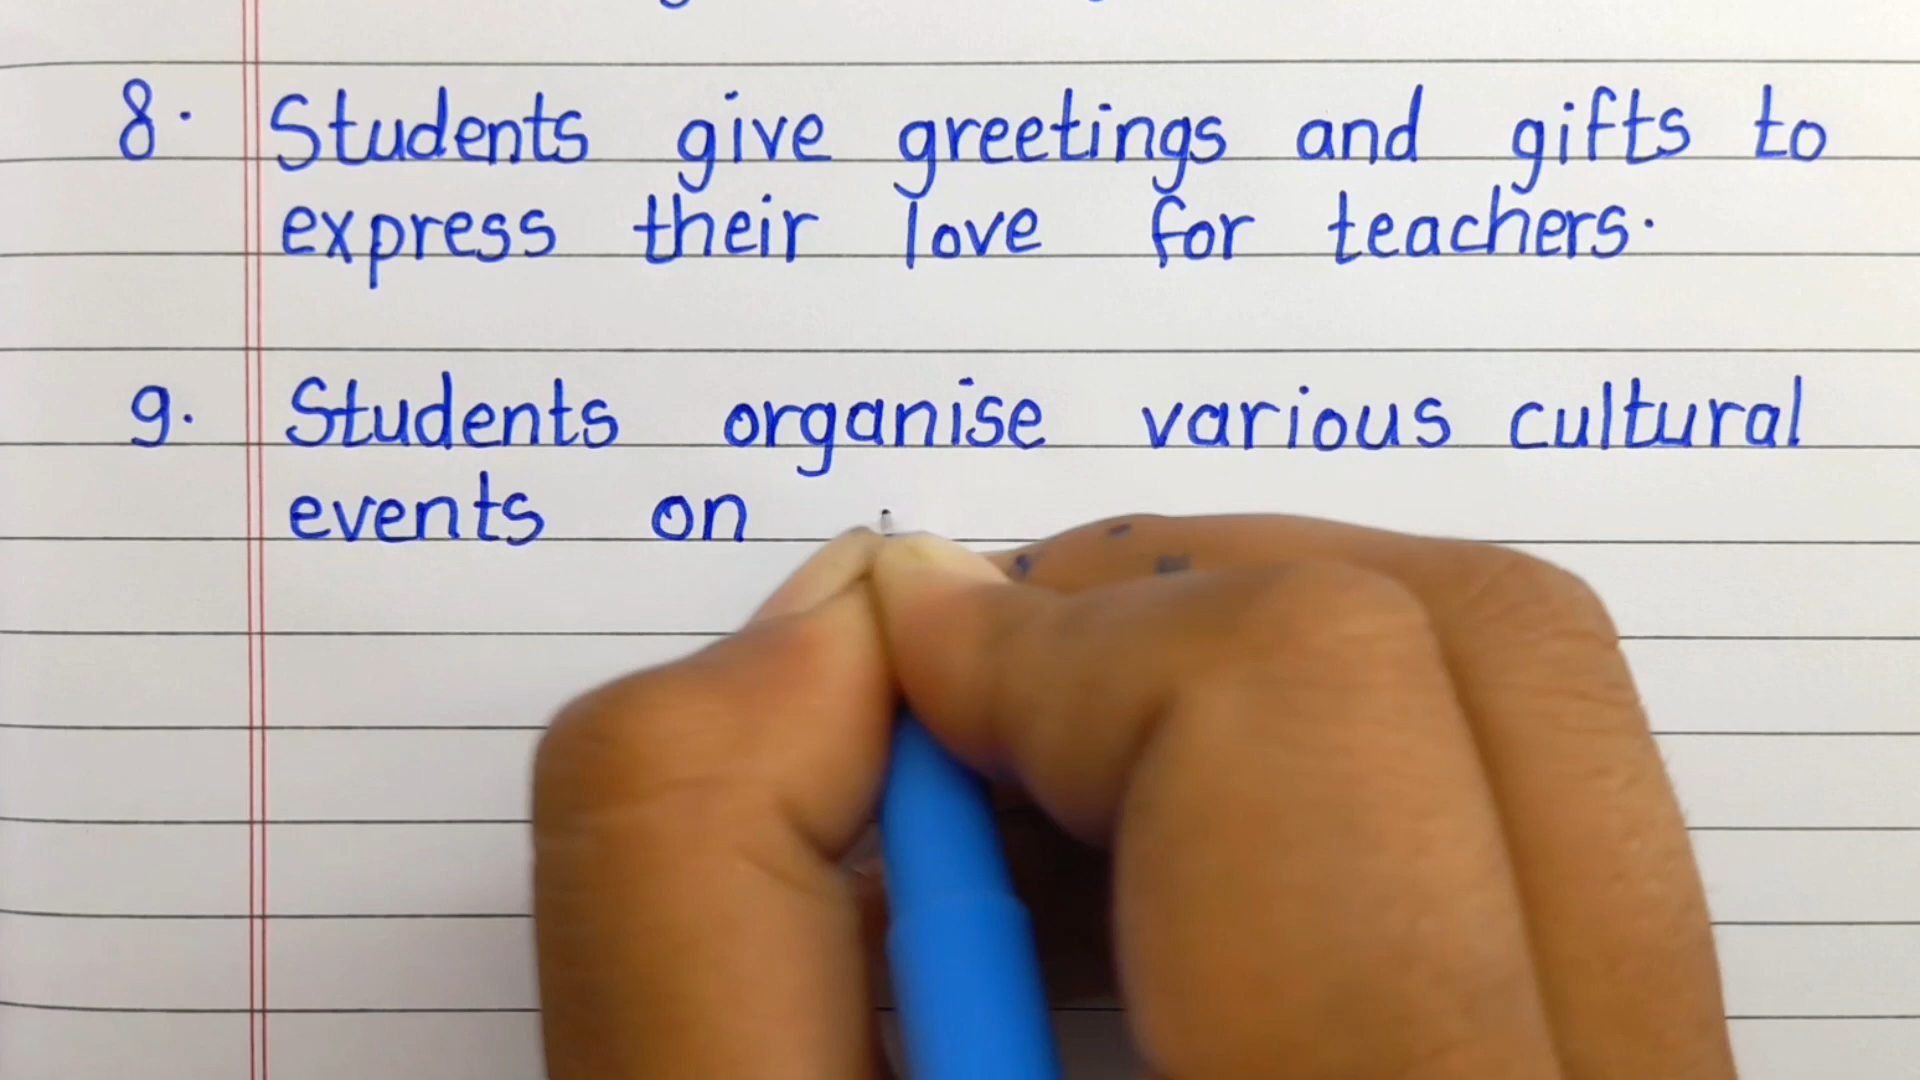 8. Students give greetings and gifts to
express their love for teachers.
9. Students organise various cultural
events on